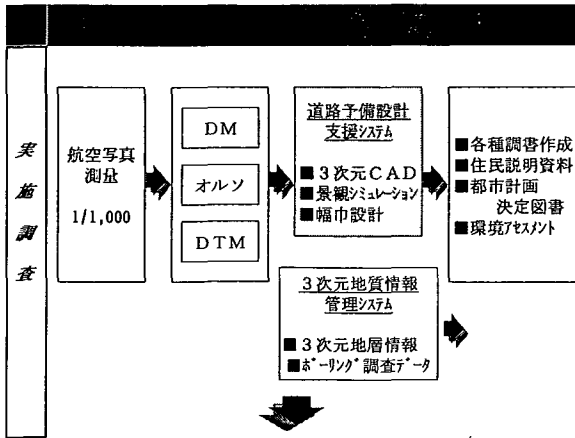 実施調査
航空写真
測量
1/1,000
DM
オルソ
DTM
道路予備設計
支援システム
■３次元ＣＡＤ
■景観シミュレーション
■幅巾設計
■各種調書作成
■住民説明資料
■都市計画
決定図書
■環境アセスメント
３次元地質情報
管理システム
■３次元地層情報
■ボーリング調査データ